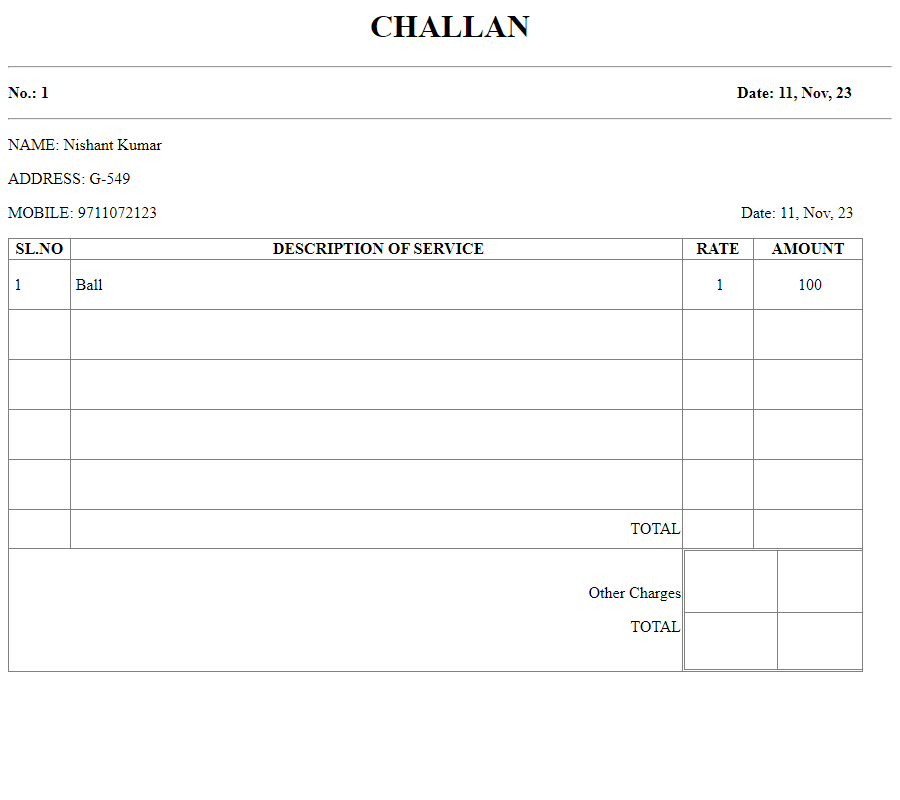 CHALLAN
No.: 1 Date: 11, Nov, 23
NAME: Nishant Kumar
ADDRESS: G-549
MOBILE: 9711072123 Date: 11, Nov, 23
SL.NO DESCRIPTION OF SERVICE RATE AMOUNT
1 Ball 1 100
TOTAL
Other Charges
TOTAL